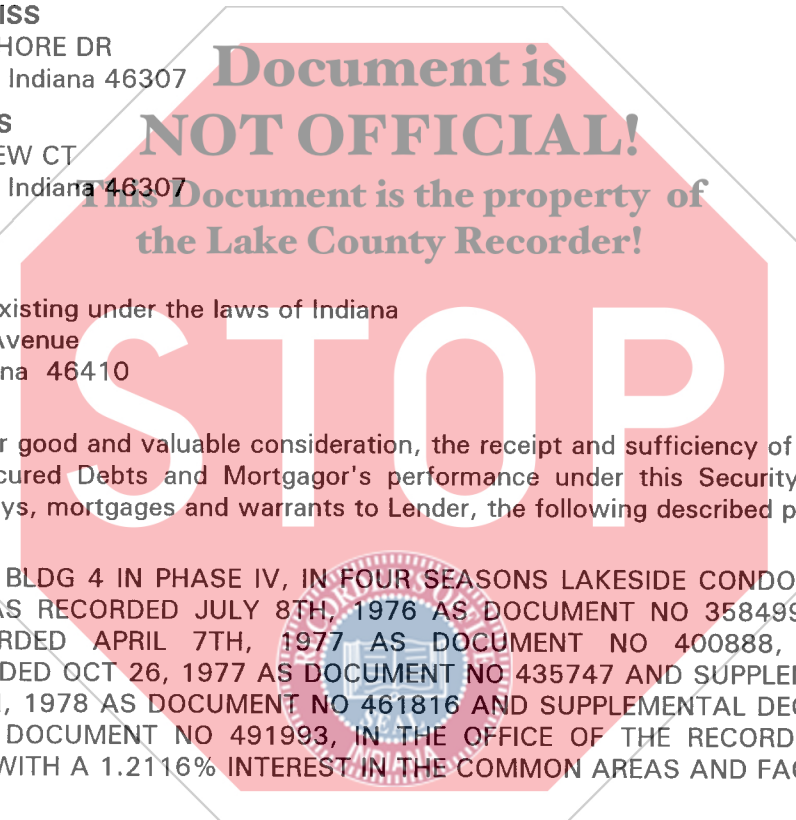 ISS
HORE DR
Indiana 46307
S
EW CT
Indiana 46307
Document is
NOT OFFICIAL!
This Document is the property of
the Lake County Recorder!
STOP
xisting under the laws of Indiana
Avenue
na 46410
r good and valuable consideration, the receipt and sufficiency of
cured Debts and Mortgagor's performance under this Security
ys, mortgages and warrants to Lender, the following described p
BLDG 4 IN PHASE IV, IN FOUR SEASONS LAKESIDE CONDO
AS RECORDED JULY 8TH, 1976 AS DOCUMENT NO 358499
RDED APRIL 7TH, 1977 AS DOCUMENT NO 400888,
DED OCT 26, 1977 AS DOCUMENT NO 435747 AND SUPPLE
, 1978 AS DOCUMENT NO 461816 AND SUPPLEMENTAL DE
DOCUMENT NO 491993, IN THE OFFICE OF THE RECORD
WITH A 1.2116% INTEREST IN THE COMMON AREAS AND FA
SEAL
INDIANA